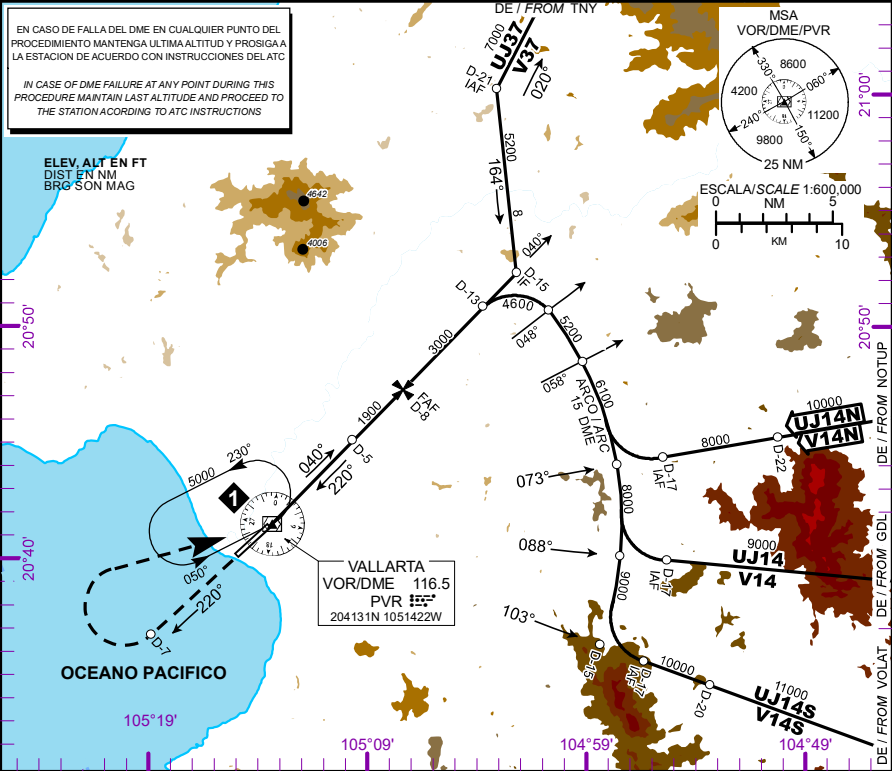 DE / FROM TNY
EN CASO DE FALLA DEL DME EN CUALQUIER PUNTO DEL
PROCEDIMIENTO MANTENGA ULTIMA ALTITUD Y PROSIGA A
LA ESTACION DE ACUERDO CON INSTRUCCIONES DEL ATC
IN CASE OF DME FAILURE AT ANY POINT DURING THIS
PROCEDURE MAINTAIN LAST ALTITUDE AND PROCEED TO
THE STATION ACORDING TO ATC INSTRUCTIONS
7000
UJ37
V37
020°
D-21
IAF
MSA
VOR/DME/PVR
330°
8600
060°
4200
11200
240°
150°
9800
25 NM
21°00'
ELEV, ALT EN FT
DIST EN NM
BRG SON MAG
4642
4006
5200
164°
8
ESCALA/SCALE 1:600,000
0 NM 5
0 KM 10
040°
D-15
IF
D-13
4600
048°
5200
058°
6100
20°50'
20°50'
3000
FAF
D-8
1900
D-5
040°
220°
ARCO / ARC
15 DME
10000
UJ14N
V14N
DE / FROM NOTUP
8000
D-22
D-17
IAF
073°
8000
230°
5000
1
050°
220°
D-7
20°40'
088°
9000
UJ14
V14
DE / FROM GDL
D-17
IAF
9000
VALLARTA
VOR/DME 116.5
PVR
204131N 1051422W
103°
D-15
D-17
IAF
10000
D-20
11000
UJ14S
V14S
DE / FROM VOLAT
OCEANO PACIFICO
105°19'
105°09'
104°59'
104°49'